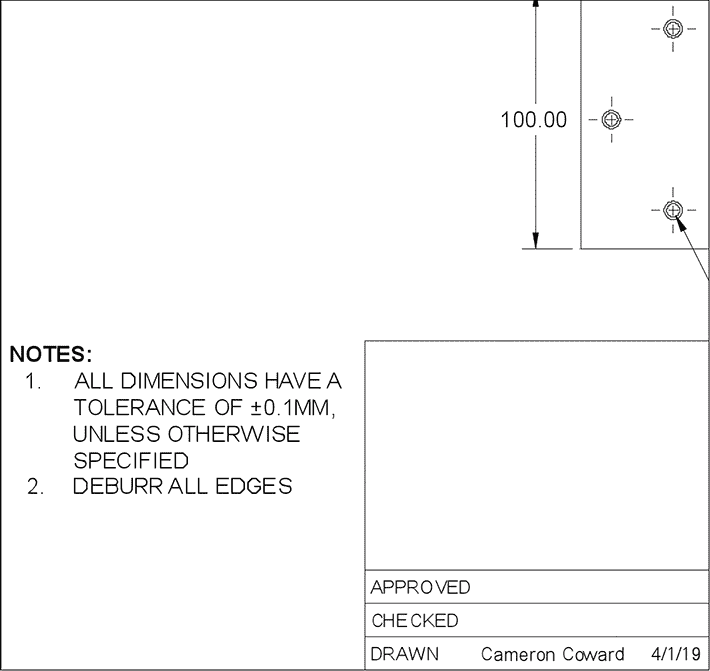 100.00
NOTES:
1. ALL DIMENSIONS HAVE A
TOLERANCE OF ±0.1MM,
UNLESS OTHERWISE
SPECIFIED
2. DEBURR ALL EDGES
APPROVED
CHECKED
DRAWN Cameron Coward 4/1/19